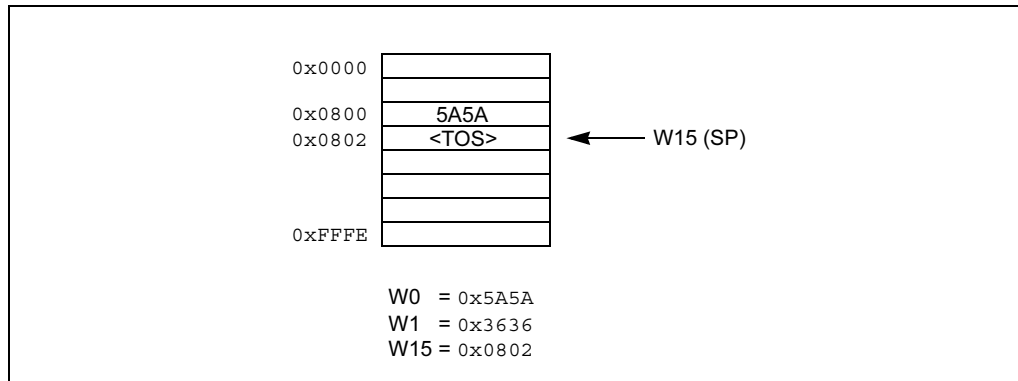 0x0000
0x0800 5A5A
0x0802 <TOS> W15 (SP)
0xFFFE
W0 = 0x5A5A
W1 = 0x3636
W15 = 0x0802